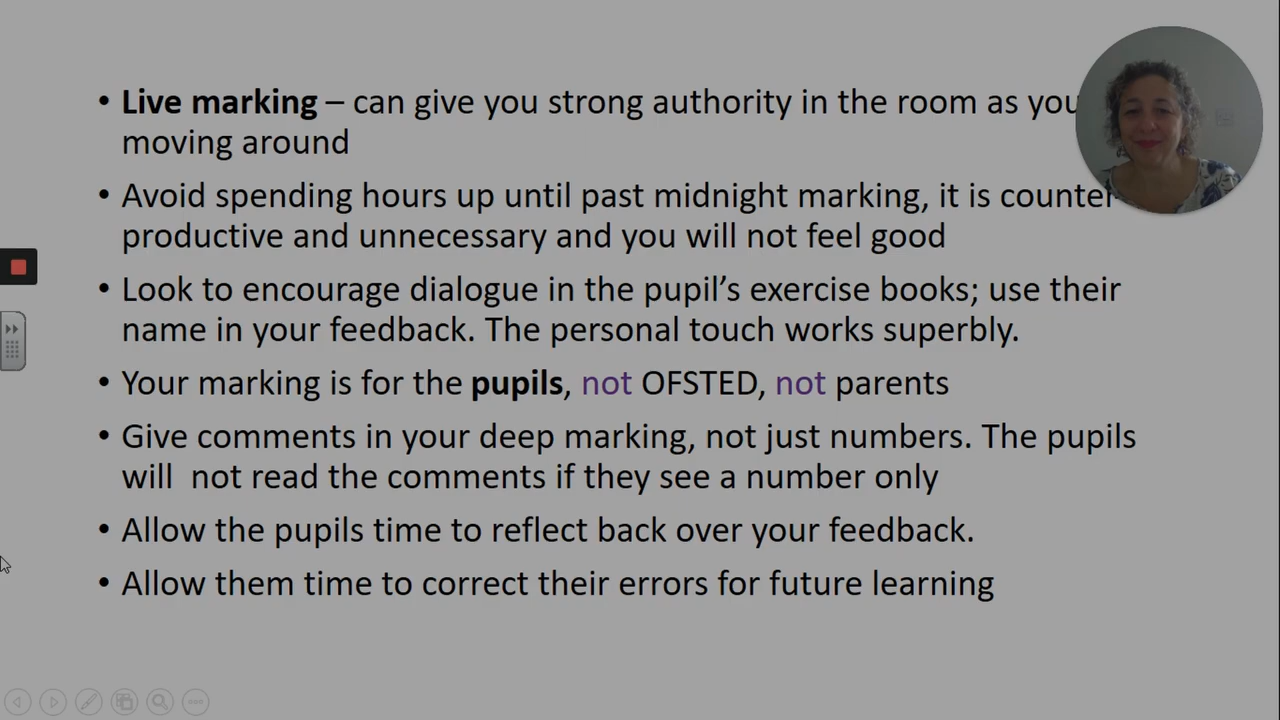 • Live marking – can give you strong authority in the room as you
moving around
• Avoid spending hours up until past midnight marking, it is counter-
productive and unnecessary and you will not feel good
• Look to encourage dialogue in the pupil’s exercise books; use their
name in your feedback. The personal touch works superbly.
• Your marking is for the pupils, not OFSTED, not parents
• Give comments in your deep marking, not just numbers. The pupils
will  not read the comments if they see a number only
• Allow the pupils time to reflect back over your feedback.
• Allow them time to correct their errors for future learning